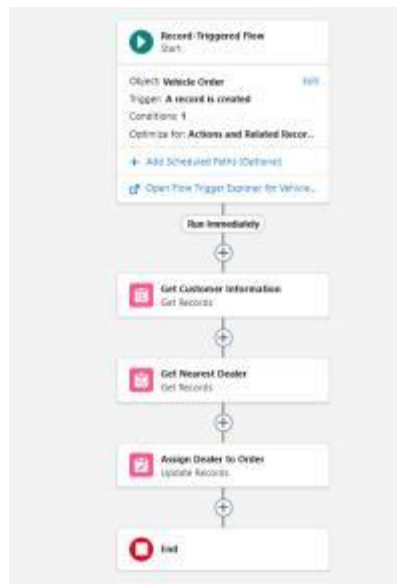 Record-Triggered Flow
Start
Object: Vehicle Order Edit
Trigger: A record is created
Conditions: 1
Optimize for: Actions and Related Recor...
+ Add Scheduled Paths (Optional)
Open Flow Trigger Explorer for Vehicle...
Run Immediately
Get Customer Information
Get Records
Get Nearest Dealer
Get Records
Assign Dealer to Order
Update Records
End